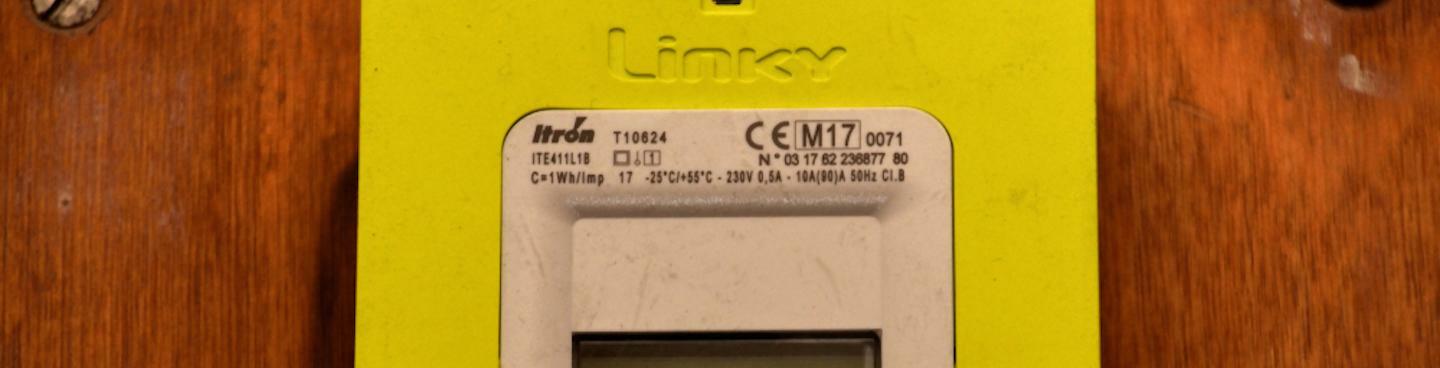 Linky
Itron T10624 CE M17 0071
ITE411L1B 1 N° 03 17 62 236877 80
C=1Wh/Imp 17 -25°C/+55°C - 230V 0,5A - 10A(90)A 50Hz Cl.B